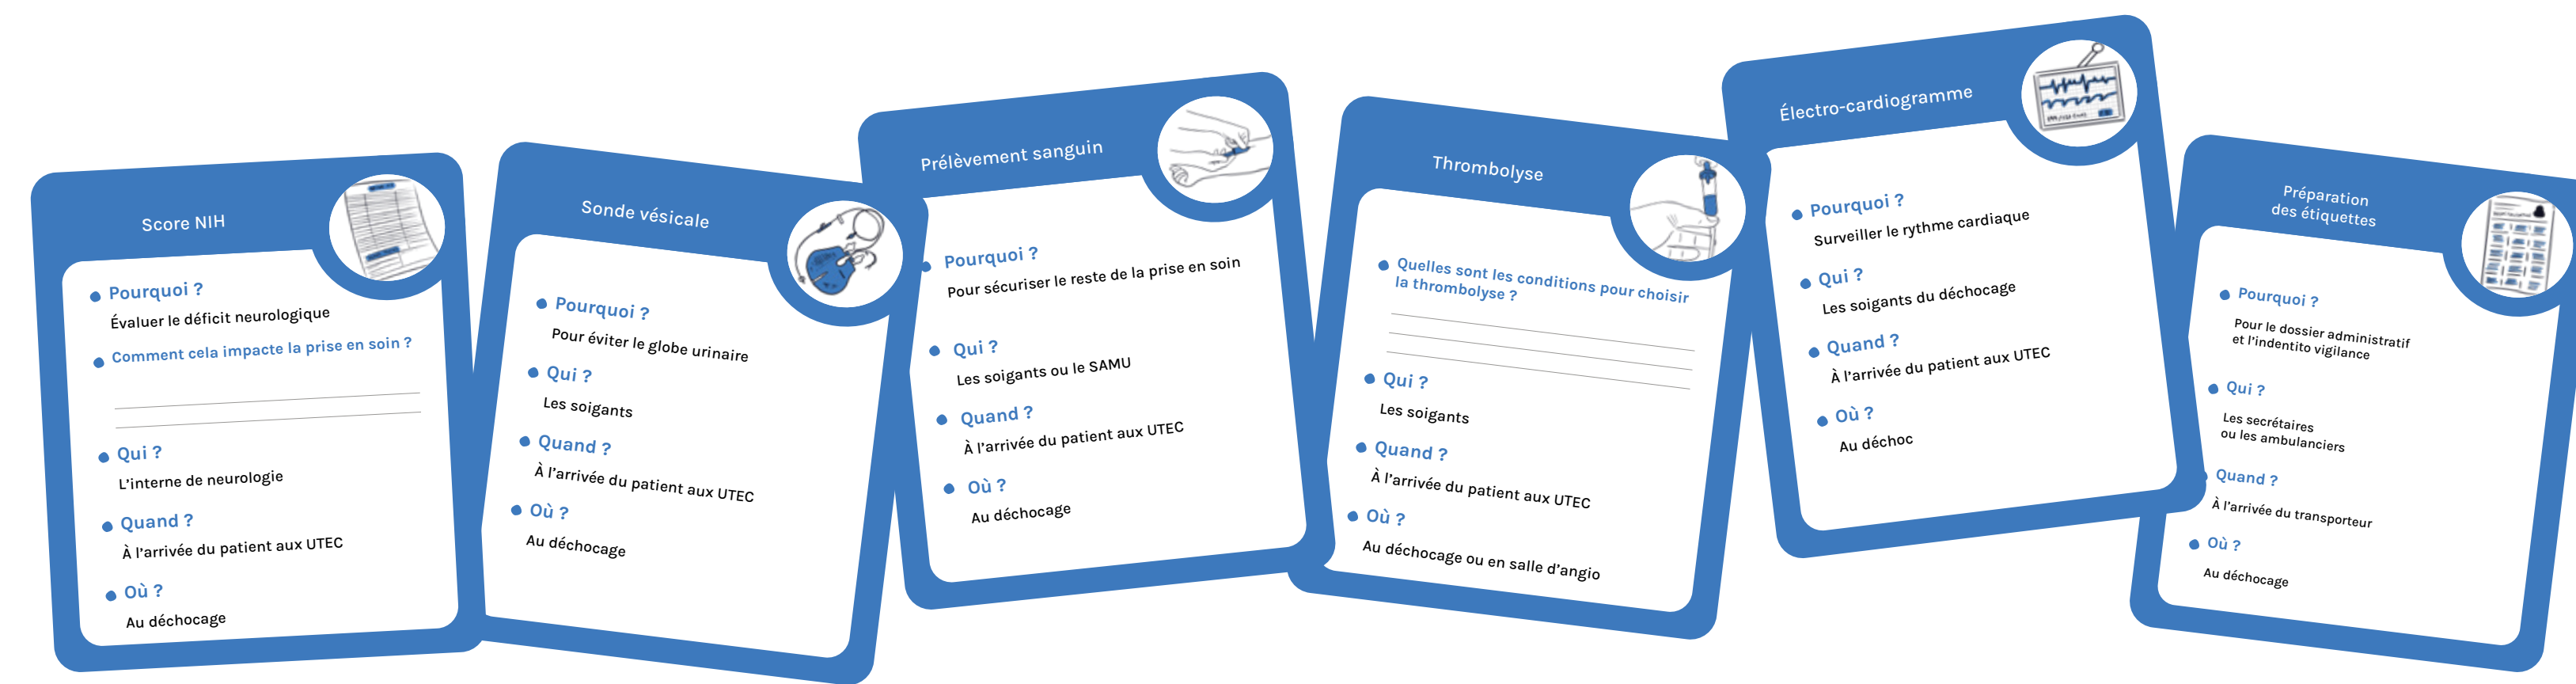 Score NIH
Pourquoi ?
Évaluer le déficit neurologique
Comment cela impacte la prise en soin ?
Qui ?
L'interne de neurologie
Quand ?
À l'arrivée du patient aux UTEC
Où ?
Au déchocage
Sonde vésicale
Pourquoi ?
Pour éviter le globe urinaire
Qui ?
Les soigants
Quand ?
À l'arrivée du patient aux UTEC
Où ?
Au déchocage
Prélèvement sanguin
Pourquoi ?
Pour sécuriser le reste de la prise en soin
Qui ?
Les soigants ou le SAMU
Quand ?
À l'arrivée du patient aux UTEC
Où ?
Au déchocage
Thrombolyse
Quelles sont les conditions pour choisir
la thrombolyse ?
Qui ?
Les soigants
Quand ?
À l'arrivée du patient aux UTEC
Où ?
Au déchocage ou en salle d'angio
Électro-cardiogramme
Pourquoi ?
Surveiller le rythme cardiaque
Qui ?
Les soigants du déchocage
Quand ?
À l'arrivée du patient aux UTEC
Où ?
Au déchoc
Préparation
des étiquettes
Pourquoi ?
Pour le dossier administratif
et l'indentito vigilance
Qui ?
Les secrétaires
ou les ambulanciers
Quand ?
À l'arrivée du transporteur
Où ?
Au déchocage